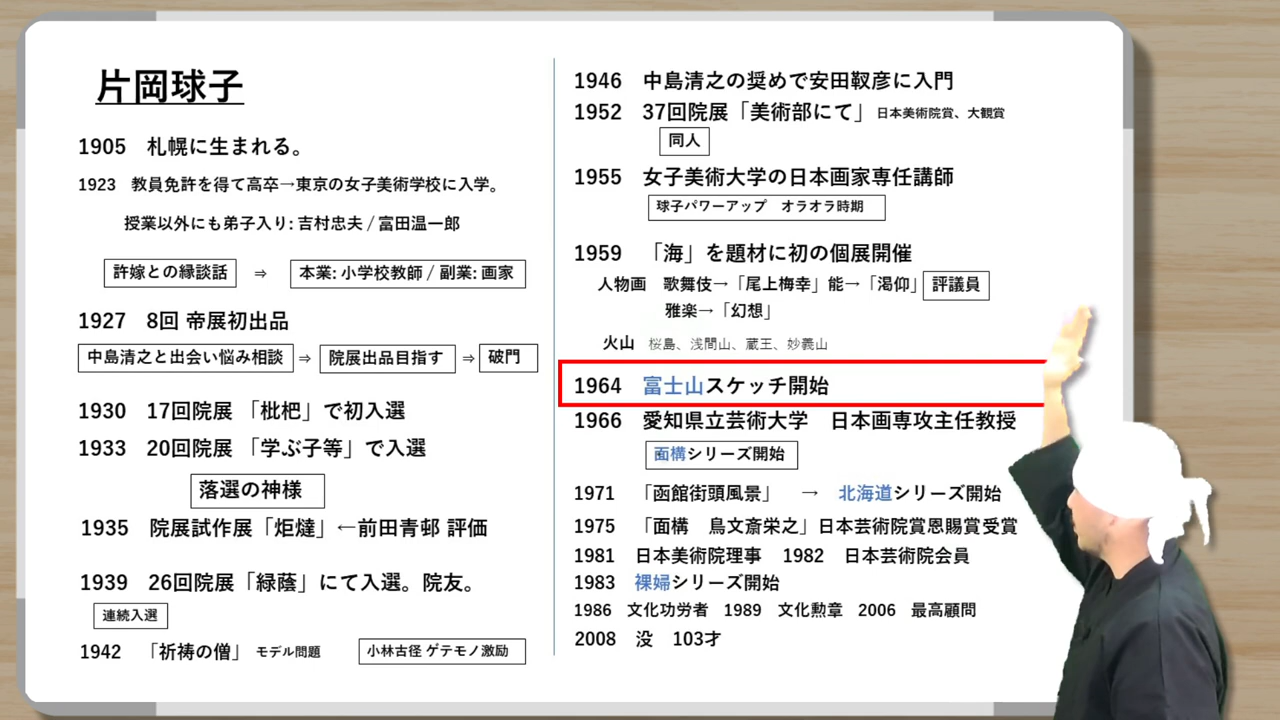 片岡球子
1905 札幌に生まれる。
1923 教員免許を得て高卒→東京の女子美術学校に入学。
授業以外にも弟子入り: 吉村忠夫 / 富田温一郎
許嫁との縁談話 ⇒ 本業: 小学校教師 / 副業: 画家
1927 8回 帝展初出品
中島清之と出会い悩み相談 ⇒ 院展出品目指す ⇒ 破門
1930 17回院展 「枇杷」で初入選
1933 20回院展 「学ぶ子等」で入選
落選の神様
1935 院展試作展「炬燵」←前田青邨 評価
1939 26回院展「緑蔭」にて入選。院友。
連続入選
1942 「祈祷の僧」 モデル問題 小林古径 ゲテモノ激励
1946 中島清之の奨めで安田靫彦に入門
1952 37回院展「美術部にて」 日本美術院賞、大観賞
同人
1955 女子美術大学の日本画家専任講師
球子パワーアップ オラオラ時期
1959 「海」を題材に初の個展開催
人物画 歌舞伎→「尾上梅幸」能→「渇仰」 評議員
雅楽→「幻想」
火山 桜島、浅間山、蔵王、妙義山
1964 富士山スケッチ開始
1966 愛知県立芸術大学 日本画専攻主任教授
面構シリーズ開始
1971 「函館街頭風景」 → 北海道シリーズ開始
1975 「面構 鳥文斎栄之」日本芸術院賞恩賜賞受賞
1981 日本美術院理事 1982 日本芸術院会員
1983 裸婦シリーズ開始
1986 文化功労者 1989 文化勲章 2006 最高顧問
2008 没 103才